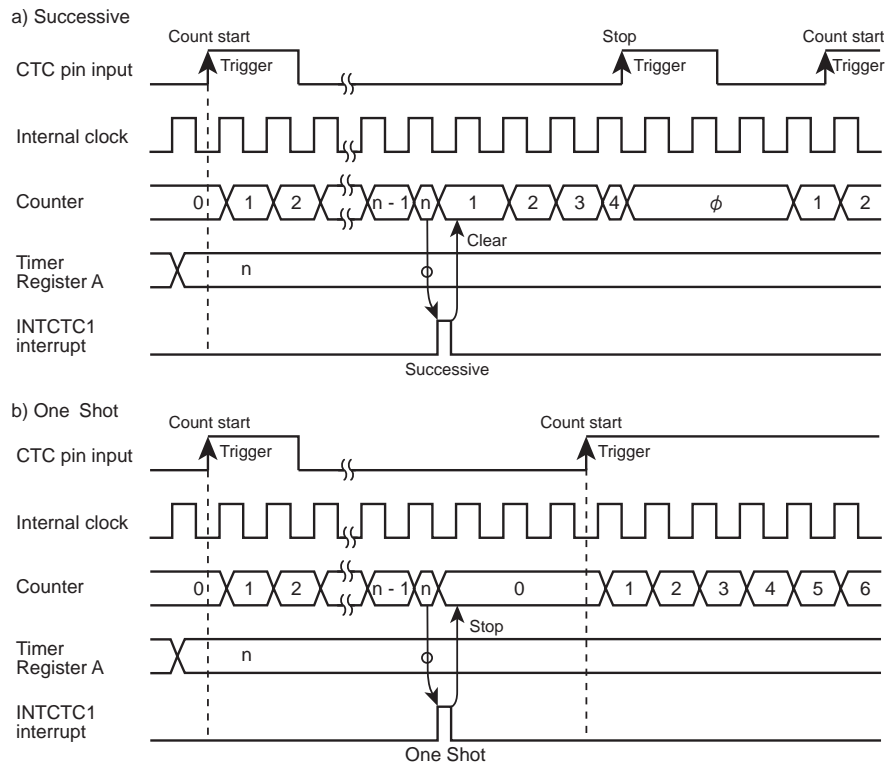 a) Successive
Count start
Stop
Count start
CTC pin input
Trigger
Trigger
Trigger
Internal clock
Counter
0 1 2 n - 1 n 1 2 3 4 ϕ 1 2
Clear
Timer
Register A
n
INTCTC1
interrupt
Successive
b) One Shot
Count start
Count start
CTC pin input
Trigger
Trigger
Internal clock
Counter
0 1 2 n - 1 n 0 1 2 3 4 5 6
Stop
Timer
Register A
n
INTCTC1
interrupt
One Shot